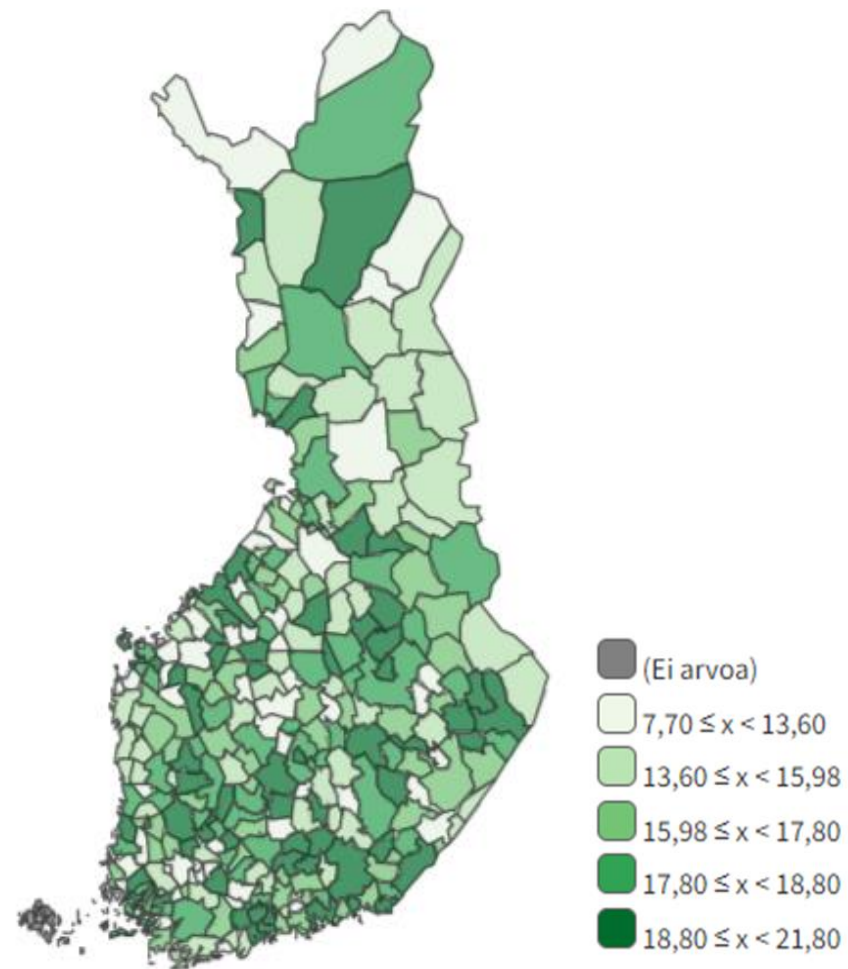 (Ei arvoa)
7,70 ≤ x < 13,60
13,60 ≤ x < 15,98
15,98 ≤ x < 17,80
17,80 ≤ x < 18,80
18,80 ≤ x < 21,80